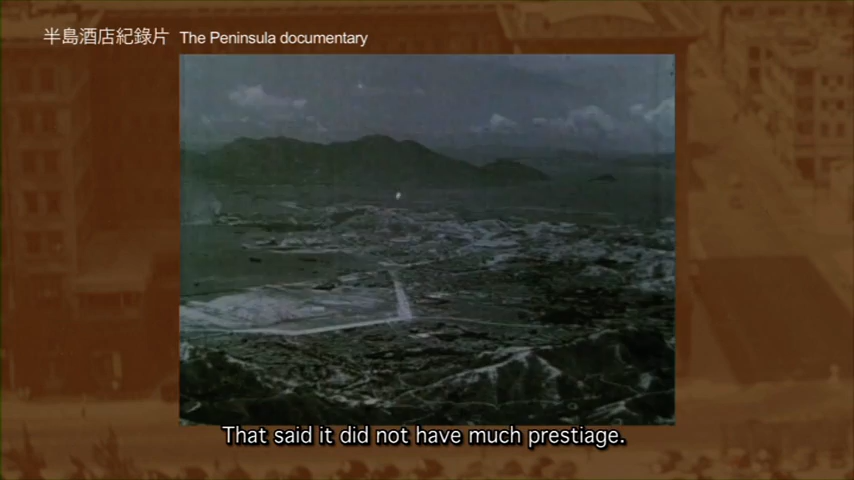 半島酒店紀錄片 The Peninsula documentary
That said it did not have much prestiage.